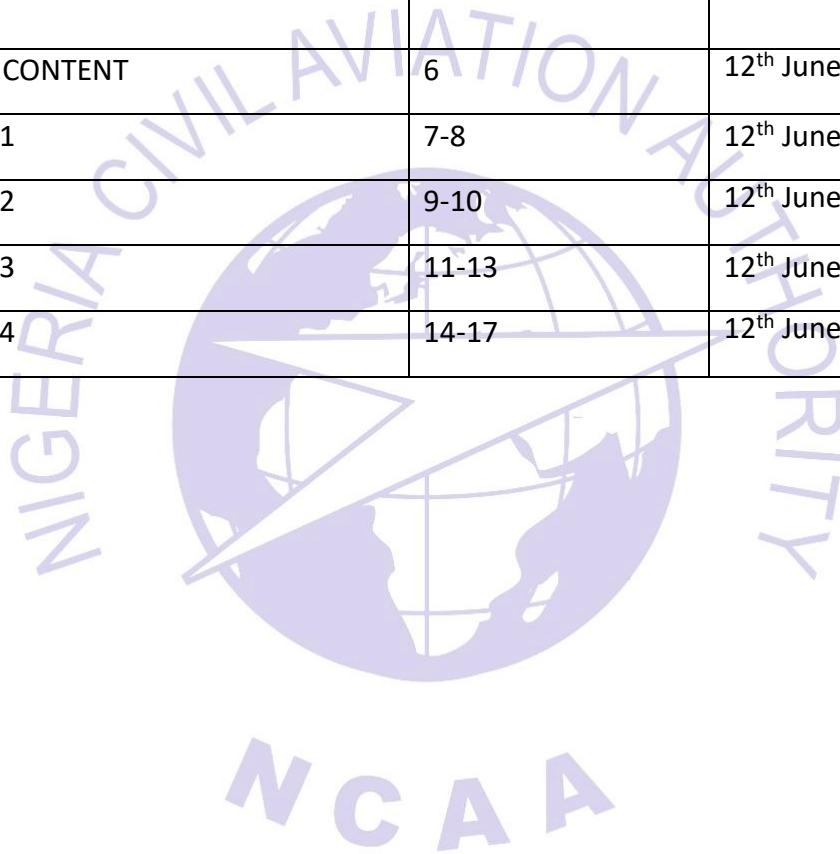 CONTENT 6 12th June
1 7-8 12th June
2 9-10 12th June
3 11-13 12th June
4 14-17 12th June
NIGERIA CIVIL AVIATION AUTHORITY
NCAA